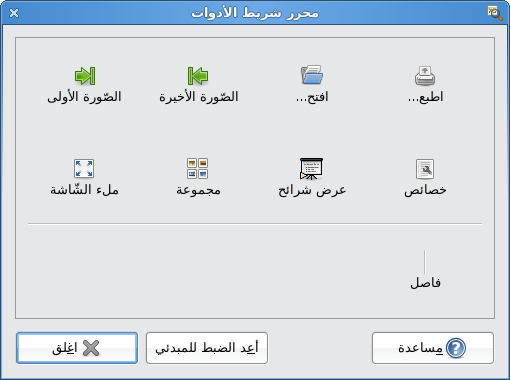 محرر شريط الأدوات
اطبع...
افتح...
الصّورة الأخيرة
الصّورة الأولى
خصائص
عرض شرائح
مجموعة
ملء الشّاشة
فاصل
مساعدة
أعد الضبط للمبدئي
اغلق